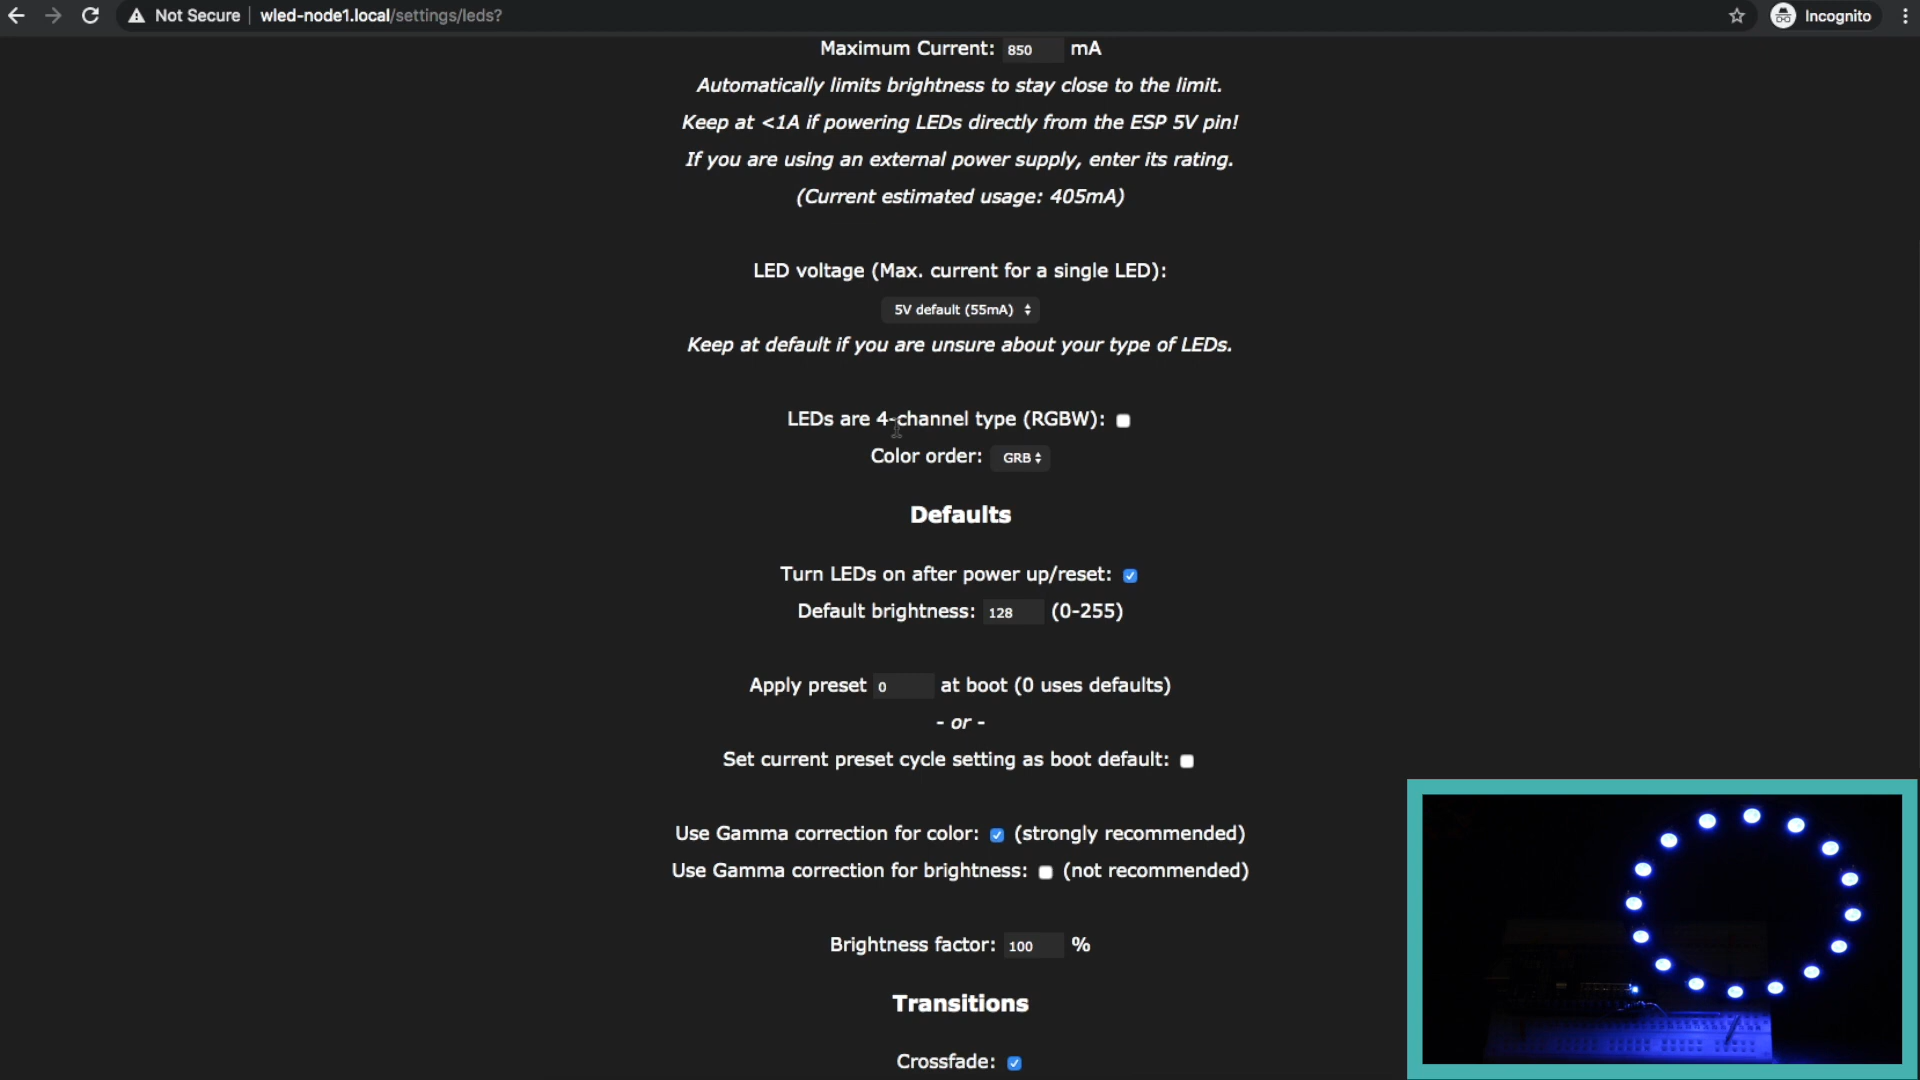 Not Secure wled-node1.local/settings/leds? Incognito
Maximum Current: 850 mA
Automatically limits brightness to stay close to the limit.
Keep at <1A if powering LEDs directly from the ESP 5V pin!
If you are using an external power supply, enter its rating.
(Current estimated usage: 405mA)
LED voltage (Max. current for a single LED):
5V default (55mA)
Keep at default if you are unsure about your type of LEDs.
LEDs are 4-channel type (RGBW):
Color order: GRB
Defaults
Turn LEDs on after power up/reset:
Default brightness: 128 (0-255)
Apply preset 0 at boot (0 uses defaults)
- or -
Set current preset cycle setting as boot default:
Use Gamma correction for color: (strongly recommended)
Use Gamma correction for brightness: (not recommended)
Brightness factor: 100 %
Transitions
Crossfade: